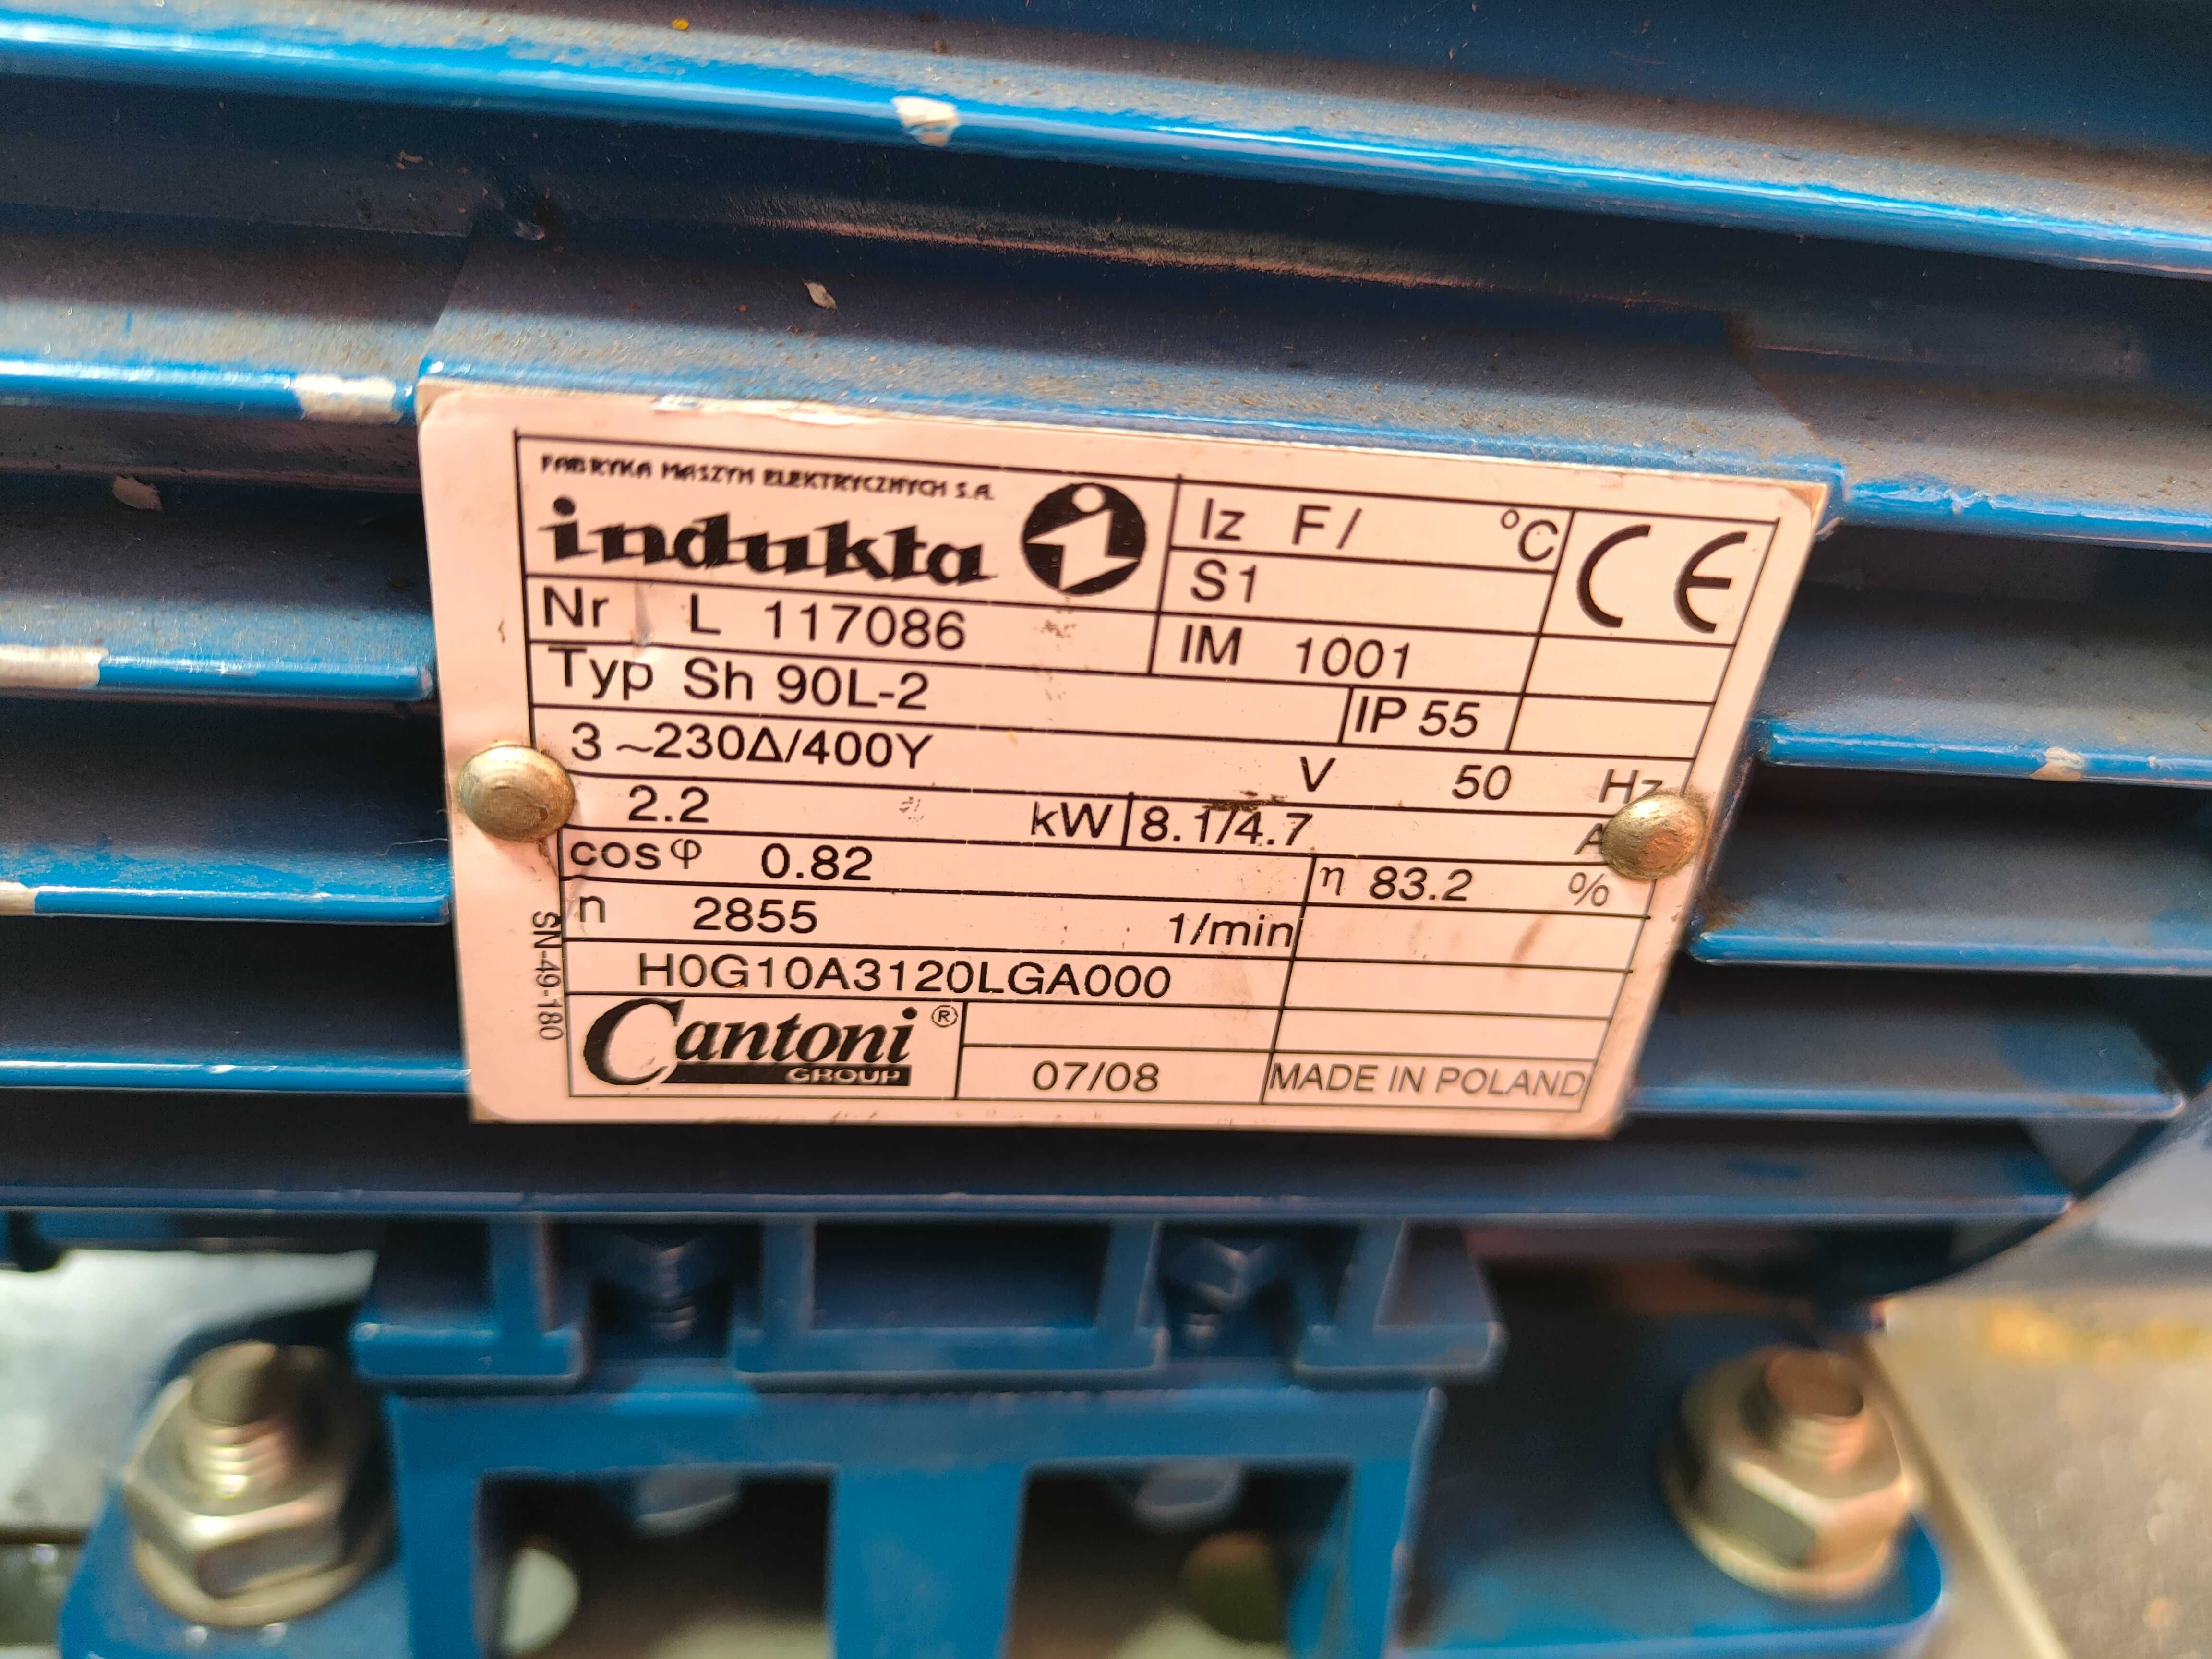 FABRYKA MASZYN ELEKTRYCZNYCH S.A.
indukta
Iz F/ °C
CE
S1
Nr L 117086
IM 1001
Typ Sh 90L-2
IP 55
3~230Δ/400Y V 50 Hz
2.2 kW 8.1/4.7 A
cosφ 0.82
η 83.2 %
n 2855 1/min
H0G10A3120LGA000
SN-49-180
Cantoni®
GROUP
07/08
MADE IN POLAND